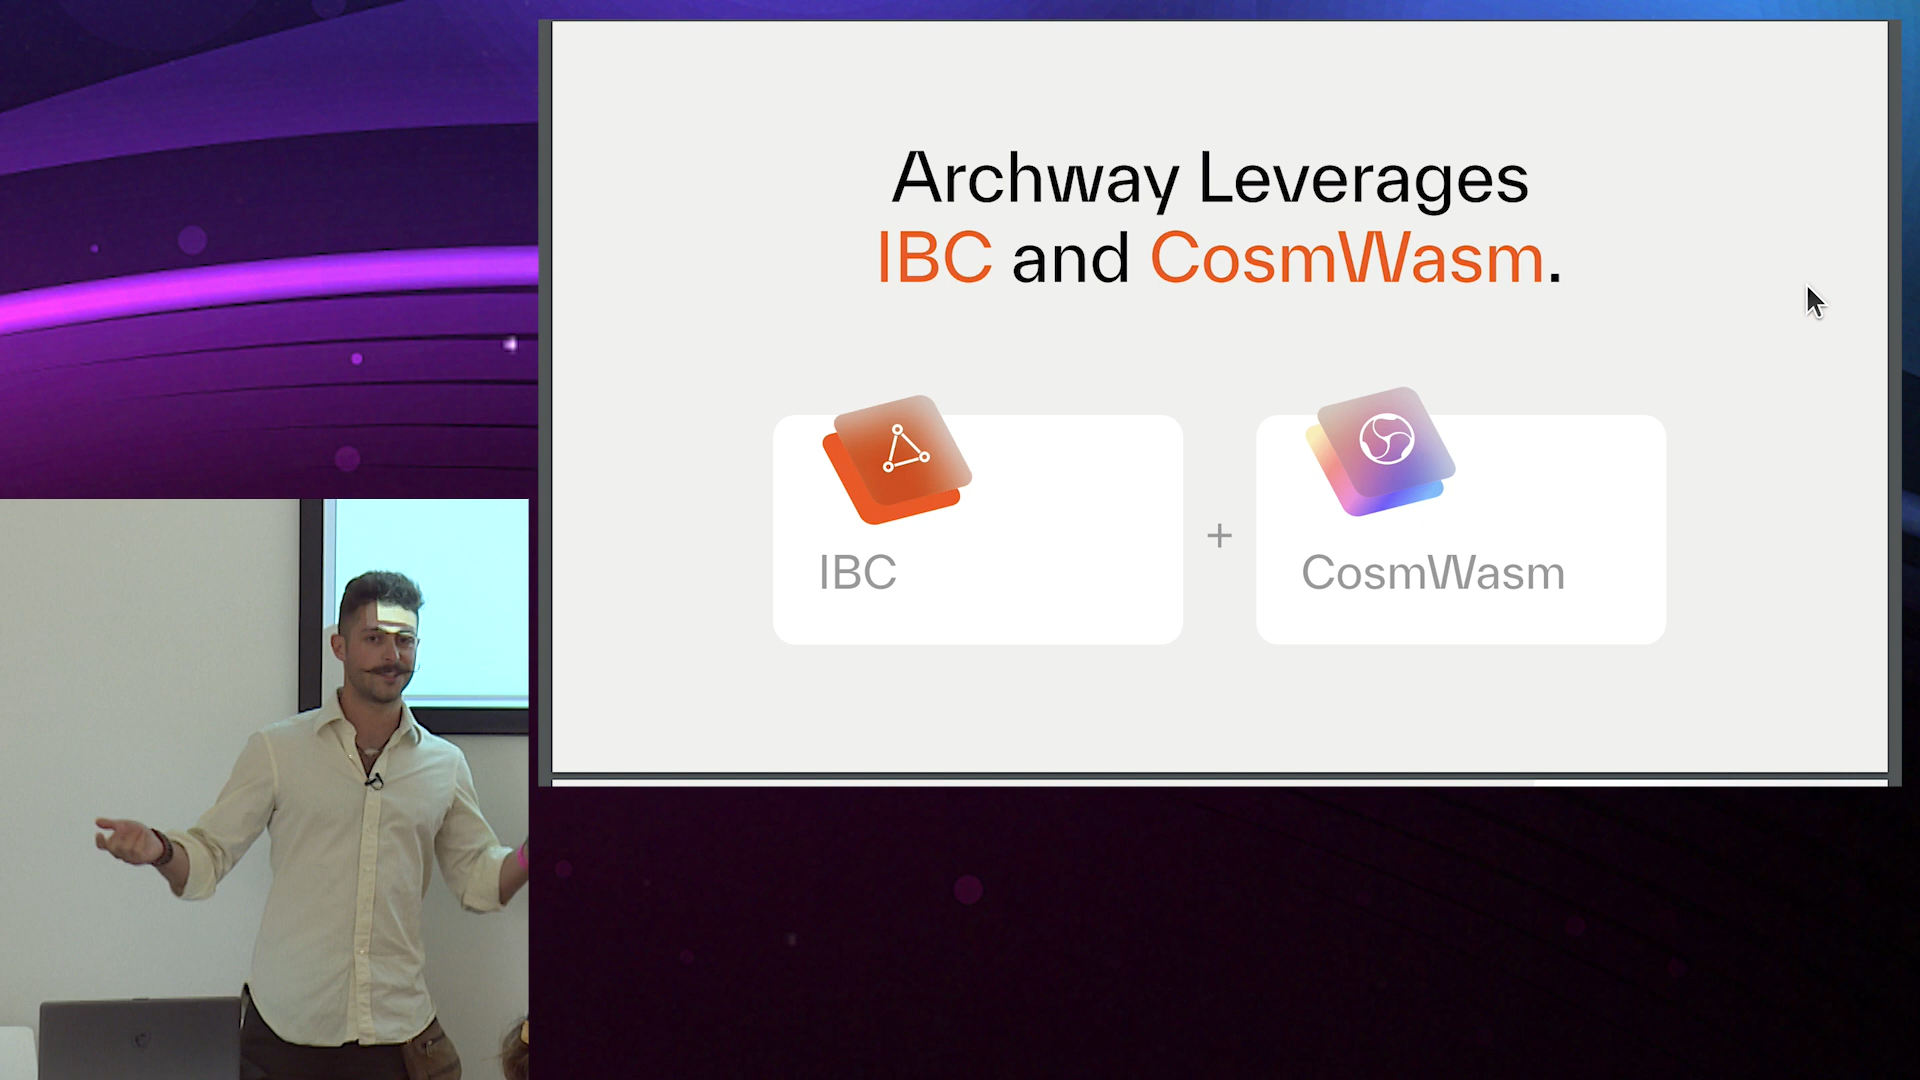 Archway Leverages
IBC and CosmWasm.
IBC
+
CosmWasm